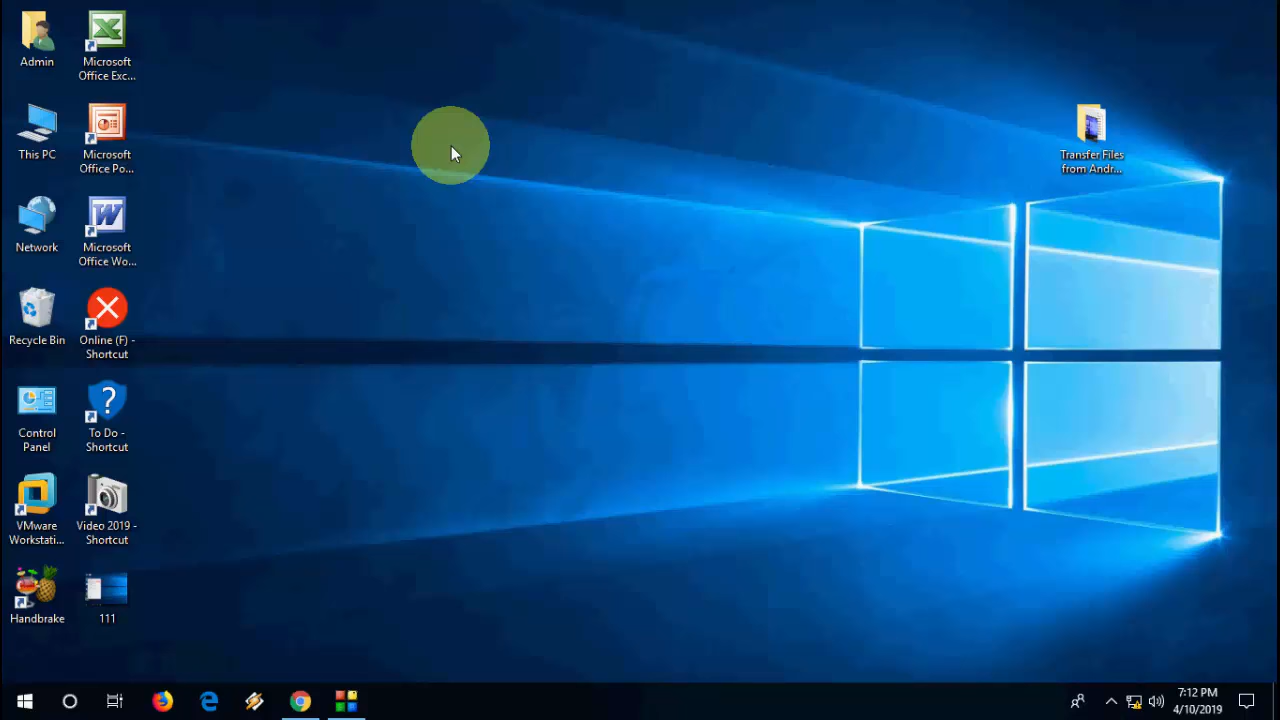 Admin
Microsoft
Office Exc...
This PC
Microsoft
Office Po...
Transfer Files
from Andr...
Network
Microsoft
Office Wo...
Recycle Bin
Online (F) -
Shortcut
Control
Panel
To Do -
Shortcut
VMware
Workstati...
Video 2019 -
Shortcut
Handbrake
111
7:12 PM
4/10/2019